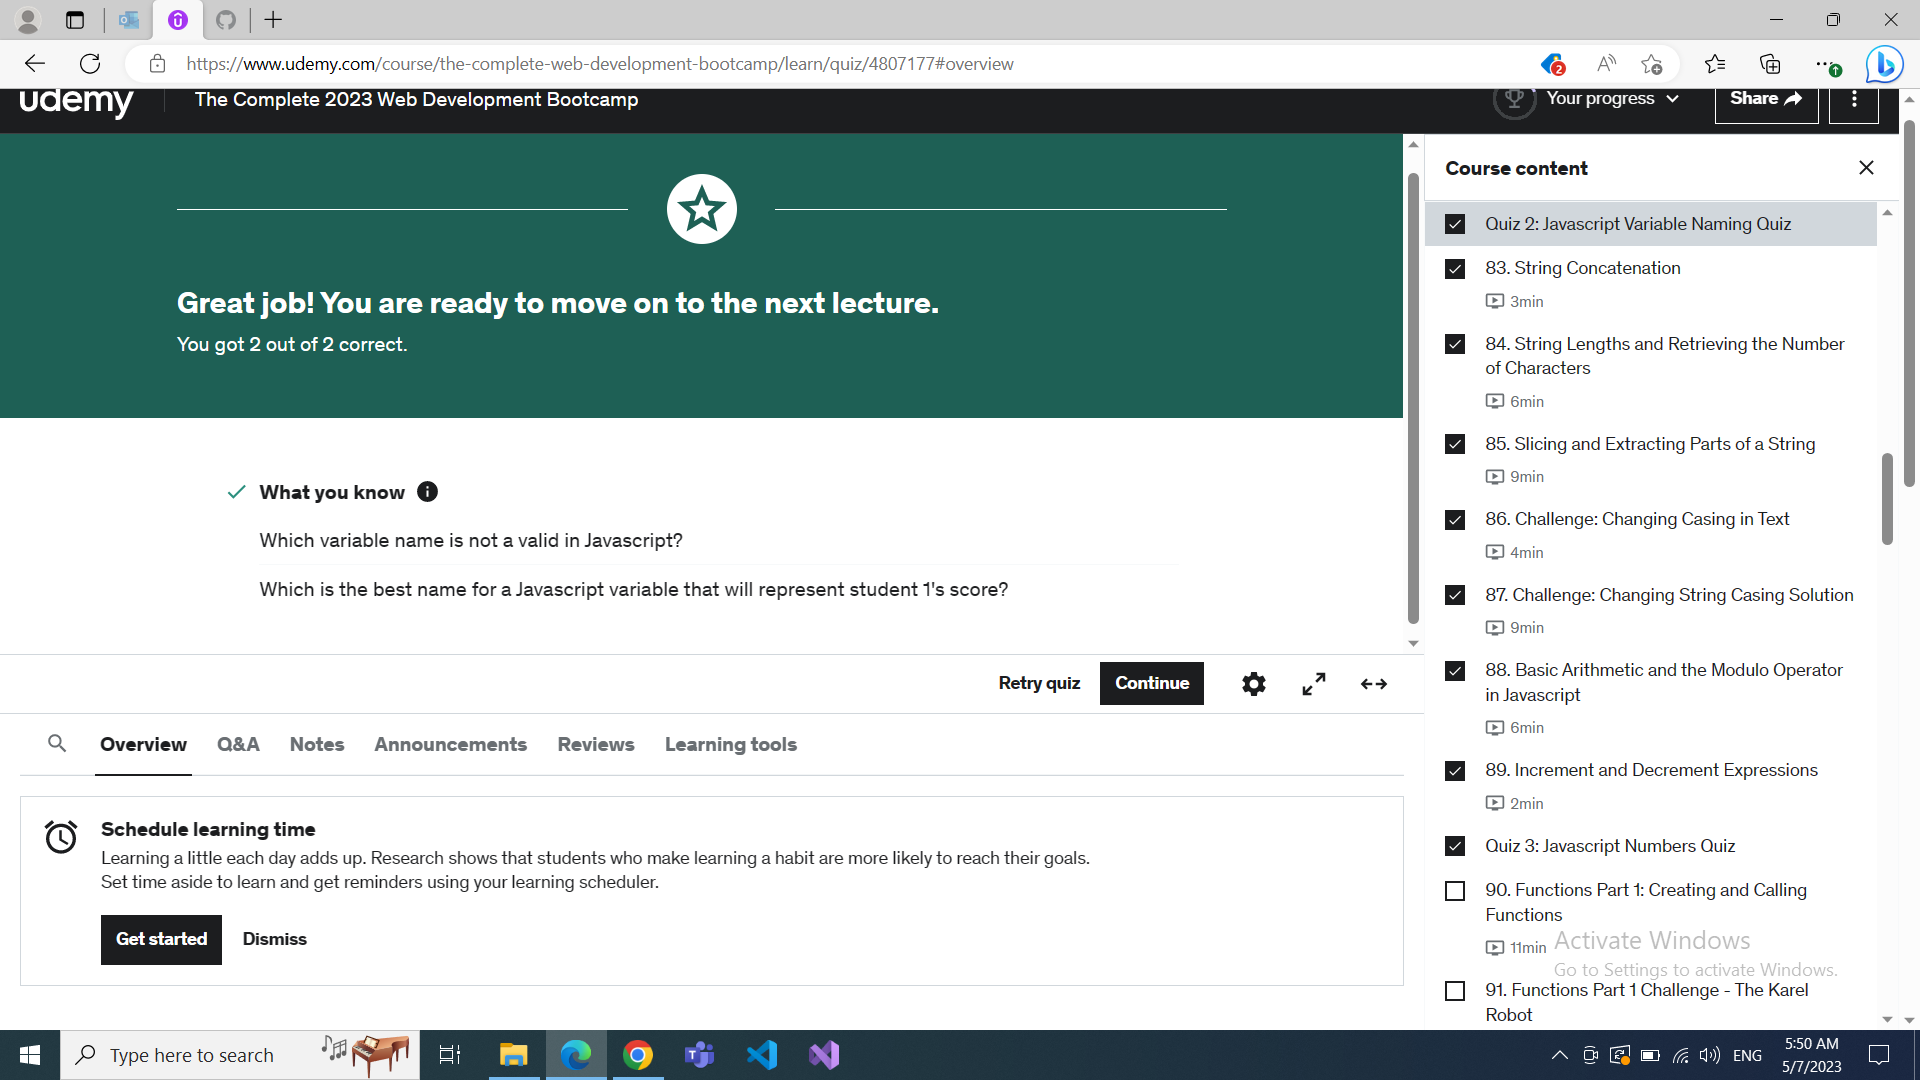 https://www.udemy.com/course/the-complete-web-development-bootcamp/learn/quiz/4807177#overview
2
udemy
The Complete 2023 Web Development Bootcamp
Your progress
Share
Great job! You are ready to move on to the next lecture.
You got 2 out of 2 correct.
What you know
Which variable name is not a valid in Javascript?
Which is the best name for a Javascript variable that will represent student 1's score?
Retry quiz
Continue
Overview
Q&A
Notes
Announcements
Reviews
Learning tools
Schedule learning time
Learning a little each day adds up. Research shows that students who make learning a habit are more likely to reach their goals.
Set time aside to learn and get reminders using your learning scheduler.
Get started
Dismiss
Course content
Quiz 2: Javascript Variable Naming Quiz
83. String Concatenation
3min
84. String Lengths and Retrieving the Number
of Characters
6min
85. Slicing and Extracting Parts of a String
9min
86. Challenge: Changing Casing in Text
4min
87. Challenge: Changing String Casing Solution
9min
88. Basic Arithmetic and the Modulo Operator
in Javascript
6min
89. Increment and Decrement Expressions
2min
Quiz 3: Javascript Numbers Quiz
90. Functions Part 1: Creating and Calling
Functions
11min
91. Functions Part 1 Challenge - The Karel
Robot
Activate Windows
Go to Settings to activate Windows.
Type here to search
ENG
5:50 AM
5/7/2023